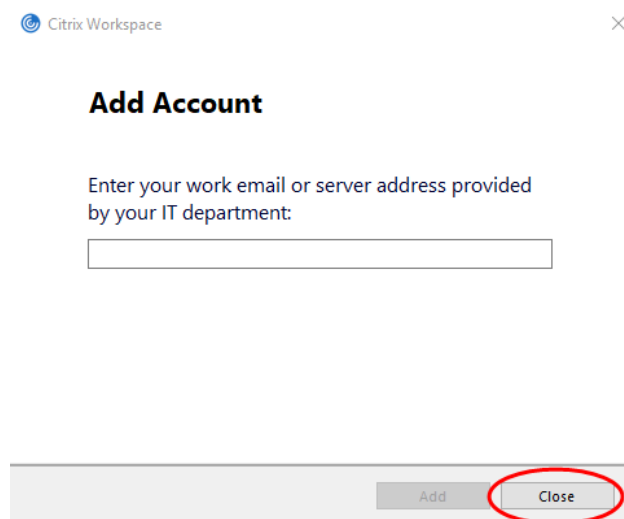 Citrix Workspace
Add Account
Enter your work email or server address provided
by your IT department:
Add
Close